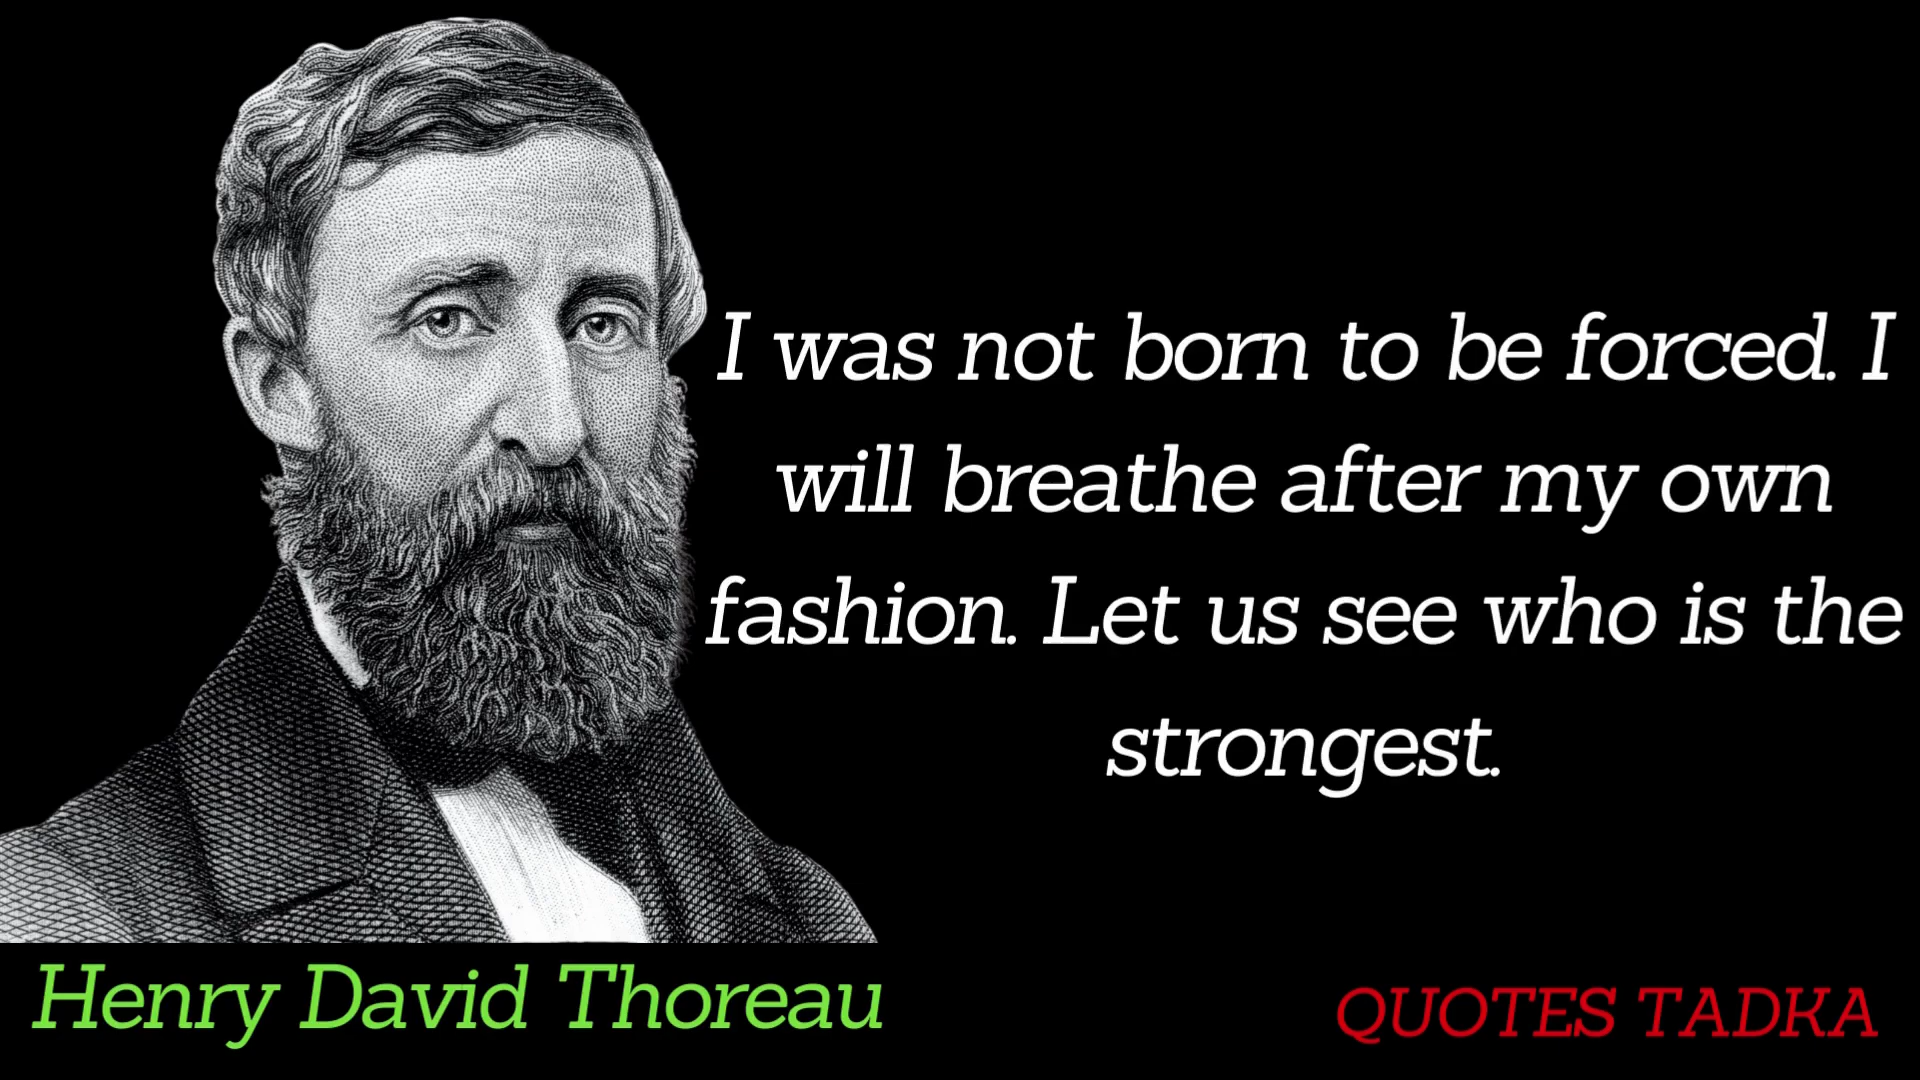 I was not born to be forced. I
will breathe after my own
fashion. Let us see who is the
strongest.
Henry David Thoreau
QUOTES TADKA